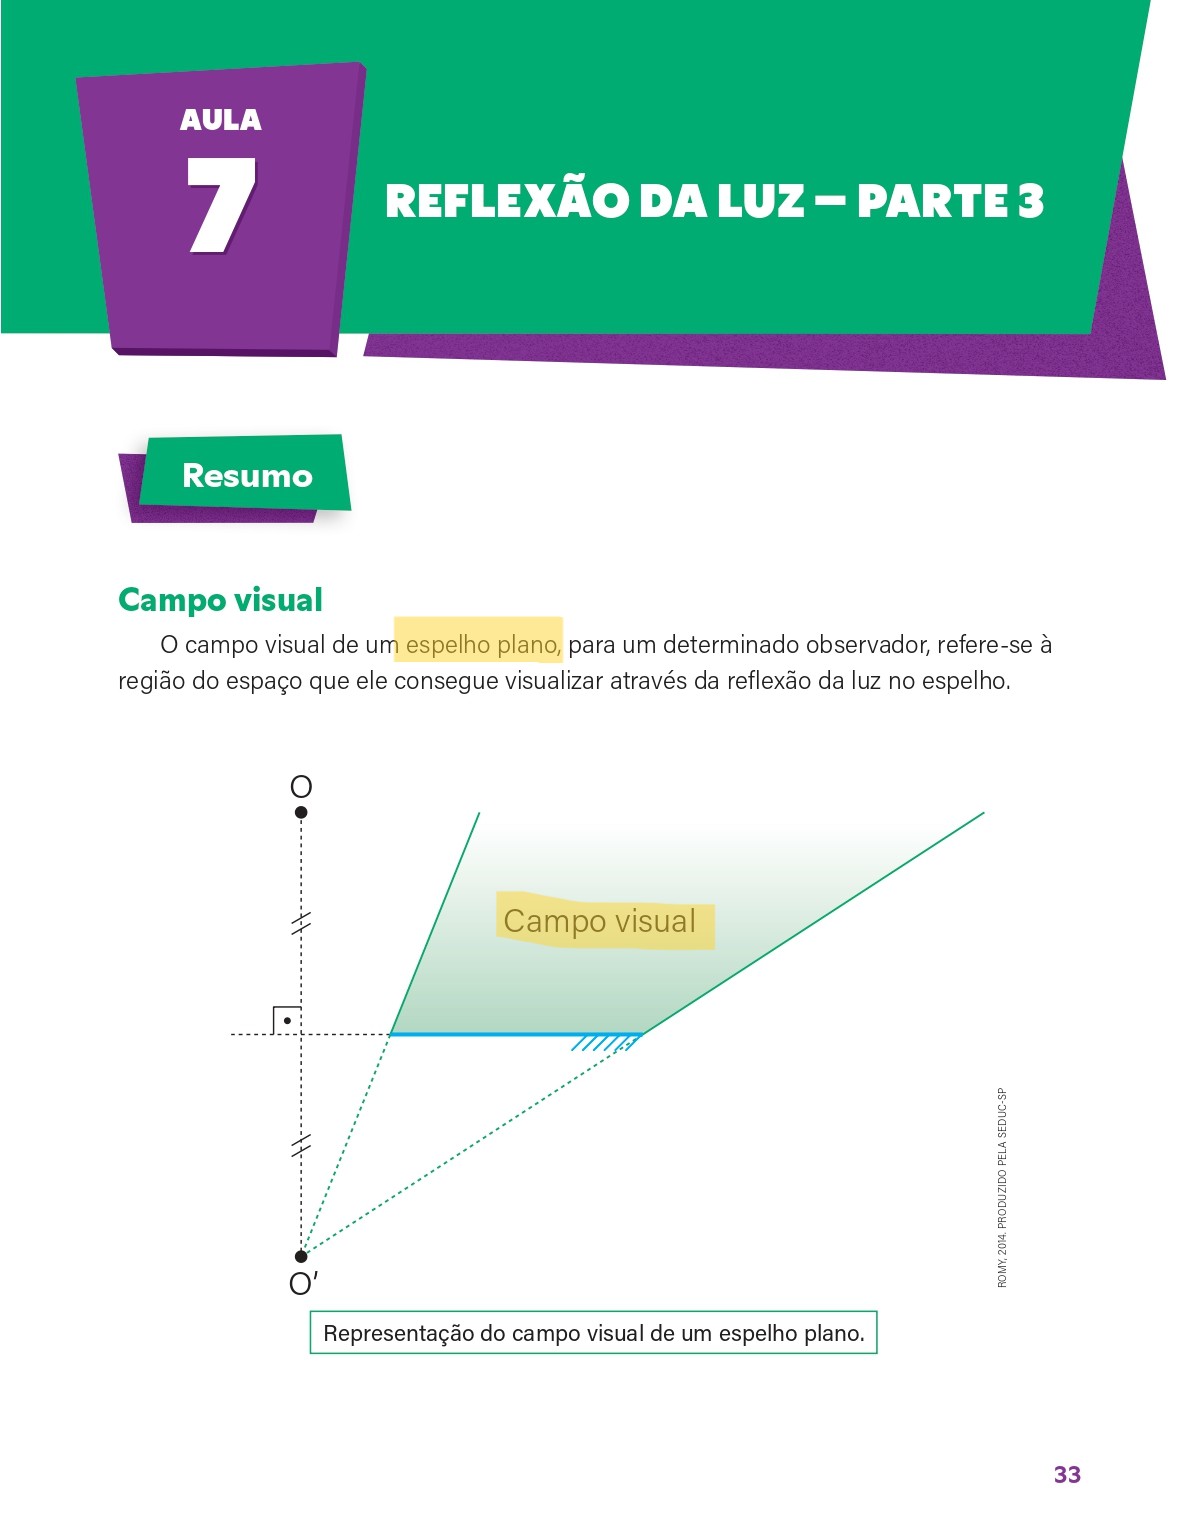 AULA
7
REFLEXÃO DA LUZ – PARTE 3
Resumo
Campo visual
O campo visual de um espelho plano, para um determinado observador, refere-se à
região do espaço que ele consegue visualizar através da reflexão da luz no espelho.
O
Campo visual
O'
ROMY. 2014. PRODUZIDO PELA SEDUC-SP
Representação do campo visual de um espelho plano.
33